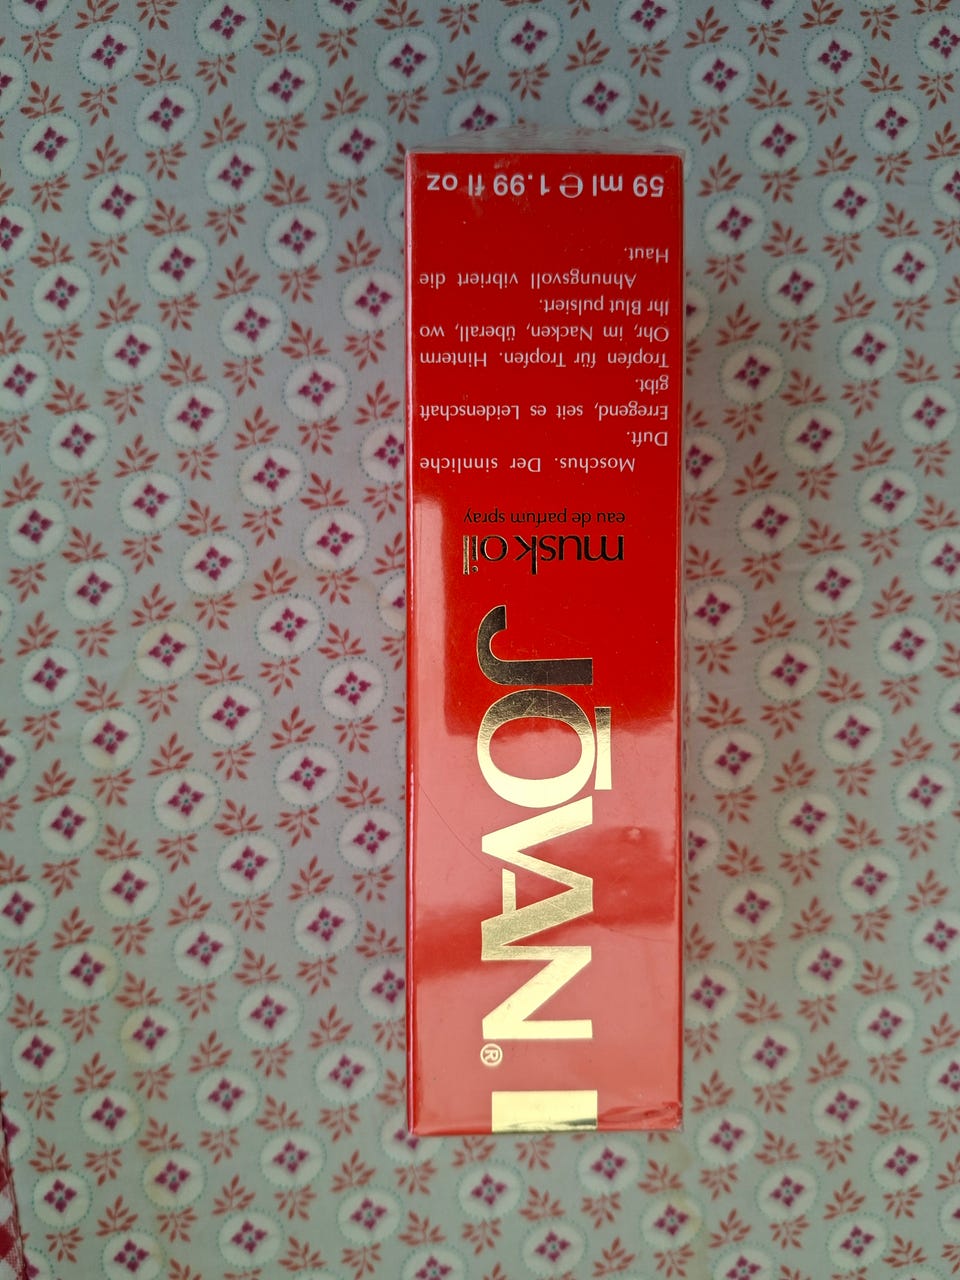 JŌVAN®
musk oil
eau de parfum spray
Moschus. Der sinnliche
Duft.
Erregend, seit es Leidenschaft
gibt.
Tropfen für Tropfen. Hinterm
Ohr, im Nacken, überall, wo
Ihr Blut pulsiert.
Ahnungsvoll vibriert die
Haut.
59 ml ℮ 1.99 fl oz